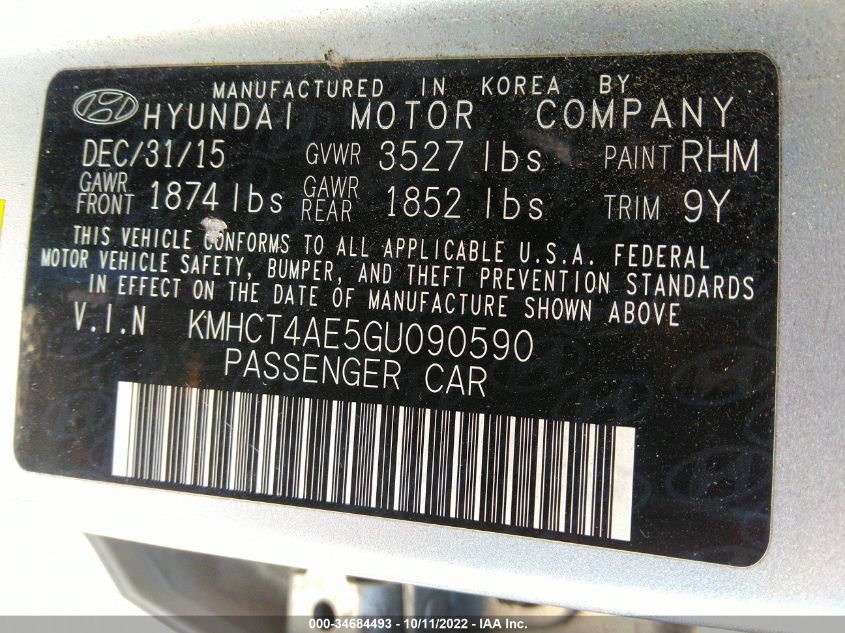 MANUFACTURED IN KOREA BY
HYUNDAI MOTOR COMPANY
DEC/31/15 GVWR 3527 lbs PAINT RHM
GAWR FRONT 1874 lbs GAWR REAR 1852 lbs TRIM 9Y
THIS VEHICLE CONFORMS TO ALL APPLICABLE U.S.A. FEDERAL
MOTOR VEHICLE SAFETY, BUMPER, AND THEFT PREVENTION STANDARDS
IN EFFECT ON THE DATE OF MANUFACTURE SHOWN ABOVE
V.I.N KMHCT4AE5GU090590
PASSENGER CAR
000-34684493 - 10/11/2022 - IAA Inc.